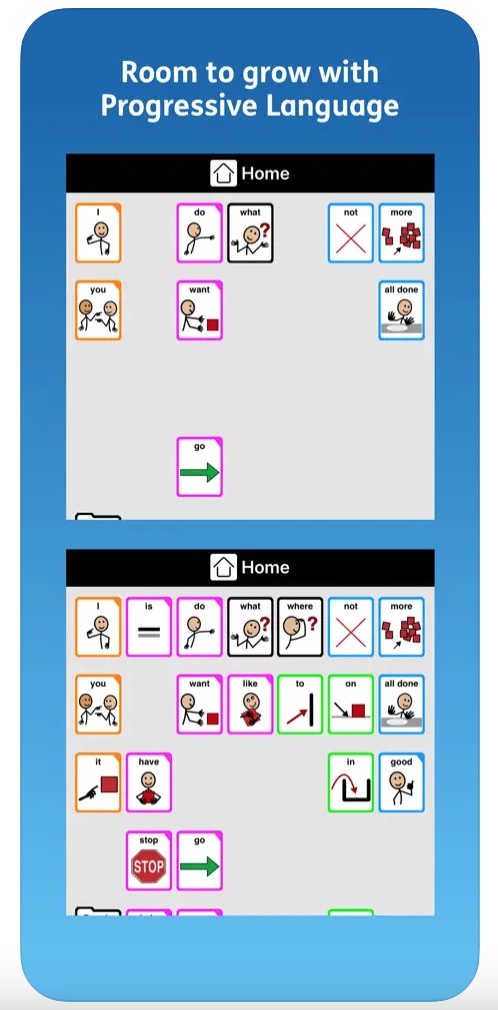 Room to grow with
Progressive Language
Home
I do what not more
you want all done
go
Home
I is do what where not more
you want like to on all done
it have in good
stop go
STOP